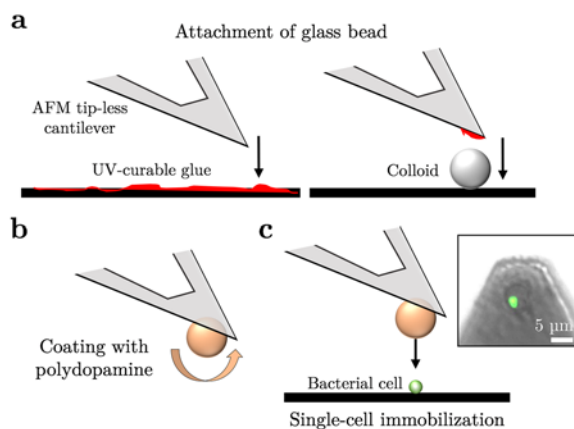 a
Attachment of glass bead
AFM tip-less
cantilever
UV-curable glue
Colloid
b
Coating with
polydopamine
c
5 µm
Bacterial cell
Single-cell immobilization